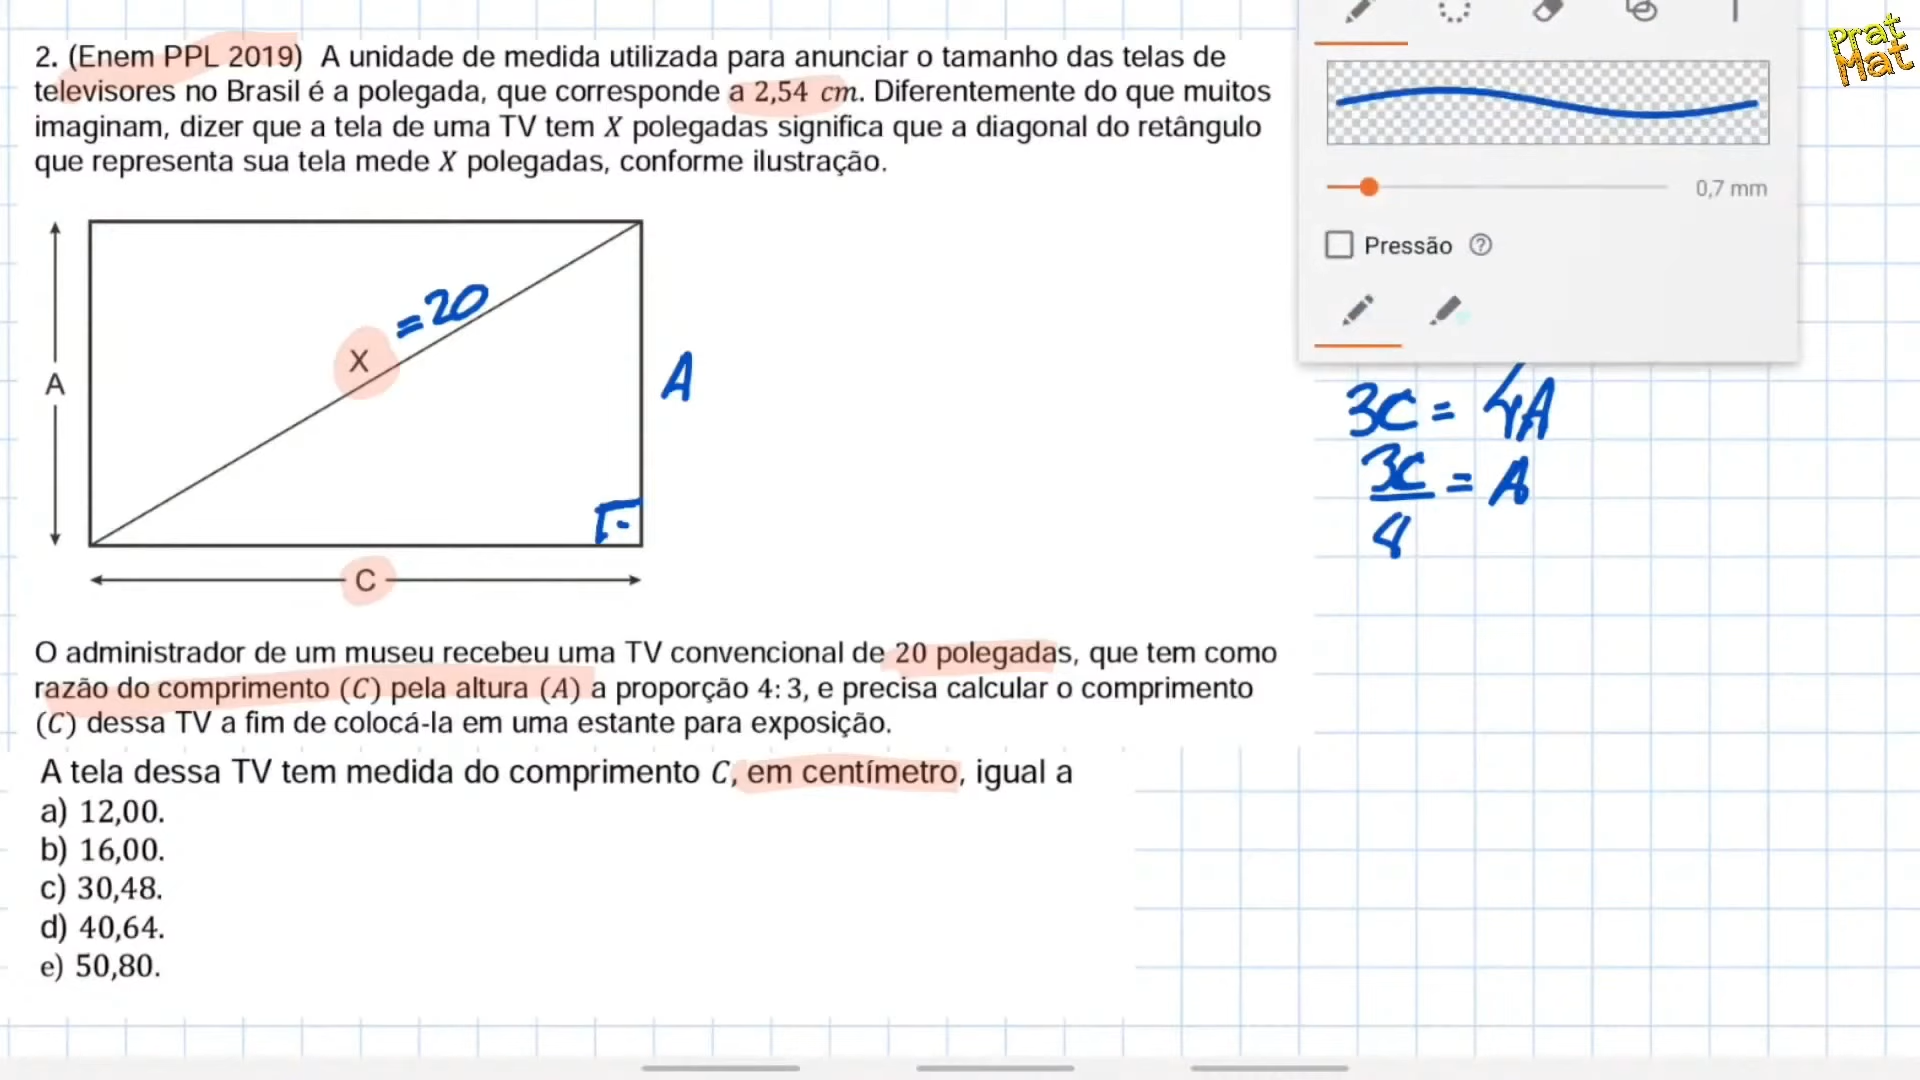 2. (Enem PPL 2019) A unidade de medida utilizada para anunciar o tamanho das telas de
televisores no Brasil é a polegada, que corresponde a 2,54 cm. Diferentemente do que muitos
imaginam, dizer que a tela de uma TV tem X polegadas significa que a diagonal do retângulo
que representa sua tela mede X polegadas, conforme ilustração.
Prat
Mat
0,7 mm
Pressão
= 20
X
A
A
C
3C = 4A
3C = A
4
O administrador de um museu recebeu uma TV convencional de 20 polegadas, que tem como
razão do comprimento (C) pela altura (A) a proporção 4: 3, e precisa calcular o comprimento
(C) dessa TV a fim de colocá-la em uma estante para exposição.
A tela dessa TV tem medida do comprimento C, em centímetro, igual a
a) 12,00.
b) 16,00.
c) 30,48.
d) 40,64.
e) 50,80.